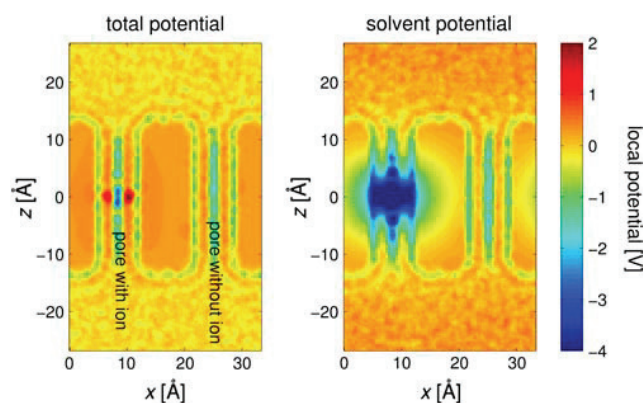 total potential
solvent potential
20
10
0
−10
−20
z [Å]
pore with ion
pore without ion
0
10
20
30
x [Å]
20
10
0
−10
−20
z [Å]
0
10
20
30
x [Å]
2
1
0
-1
-2
-3
-4
local potential [V]